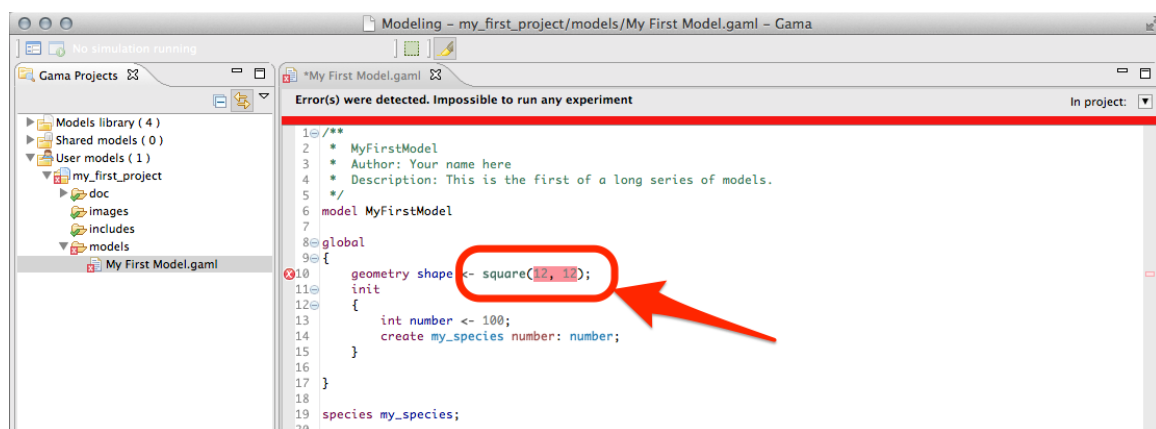 Modeling – my_first_project/models/My First Model.gaml – Gama
No simulation running
Gama Projects
Models library ( 4 )
Shared models ( 0 )
User models ( 1 )
my_first_project
doc
images
includes
models
My First Model.gaml
*My First Model.gaml
Error(s) were detected. Impossible to run any experiment
In project:
1 /**
2 * MyFirstModel
3 * Author: Your name here
4 * Description: This is the first of a long series of models.
5 */
6 model MyFirstModel
7
8 global
9 {
10 geometry shape <- square(12, 12);
11 init
12 {
13 int number <- 100;
14 create my_species number: number;
15 }
16
17 }
18
19 species my_species;
20